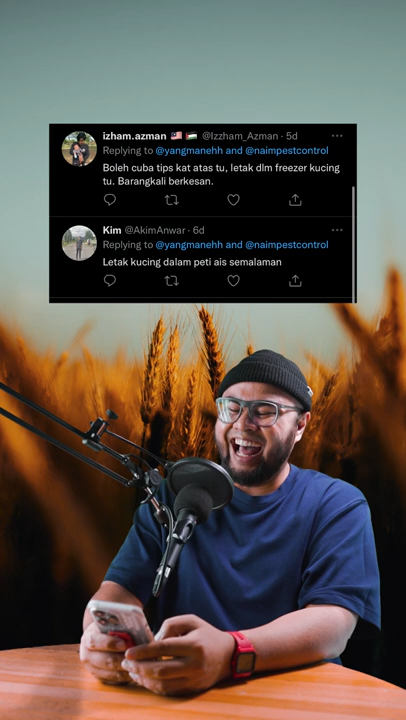 izham.azman 🇲🇾 🇵🇸 @Izzham_Azman · 5d
Replying to @yangmanehh and @naimpestcontrol
Boleh cuba tips kat atas tu, letak dlm freezer kucing
tu. Barangkali berkesan.
Kim @AkimAnwar · 6d
Replying to @yangmanehh and @naimpestcontrol
Letak kucing dalam peti ais semalaman